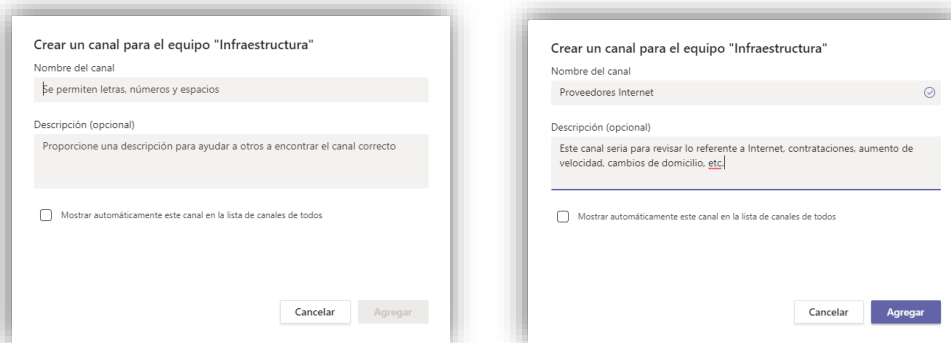 Crear un canal para el equipo "Infraestructura"
Nombre del canal
Se permiten letras, números y espacios
Descripción (opcional)
Proporcione una descripción para ayudar a otros a encontrar el canal correcto
Mostrar automáticamente este canal en la lista de canales de todos
Cancelar
Agregar
Crear un canal para el equipo "Infraestructura"
Nombre del canal
Proveedores Internet
Descripción (opcional)
Este canal seria para revisar lo referente a Internet, contrataciones, aumento de
velocidad, cambios de domicilio, etc.
Mostrar automáticamente este canal en la lista de canales de todos
Cancelar
Agregar